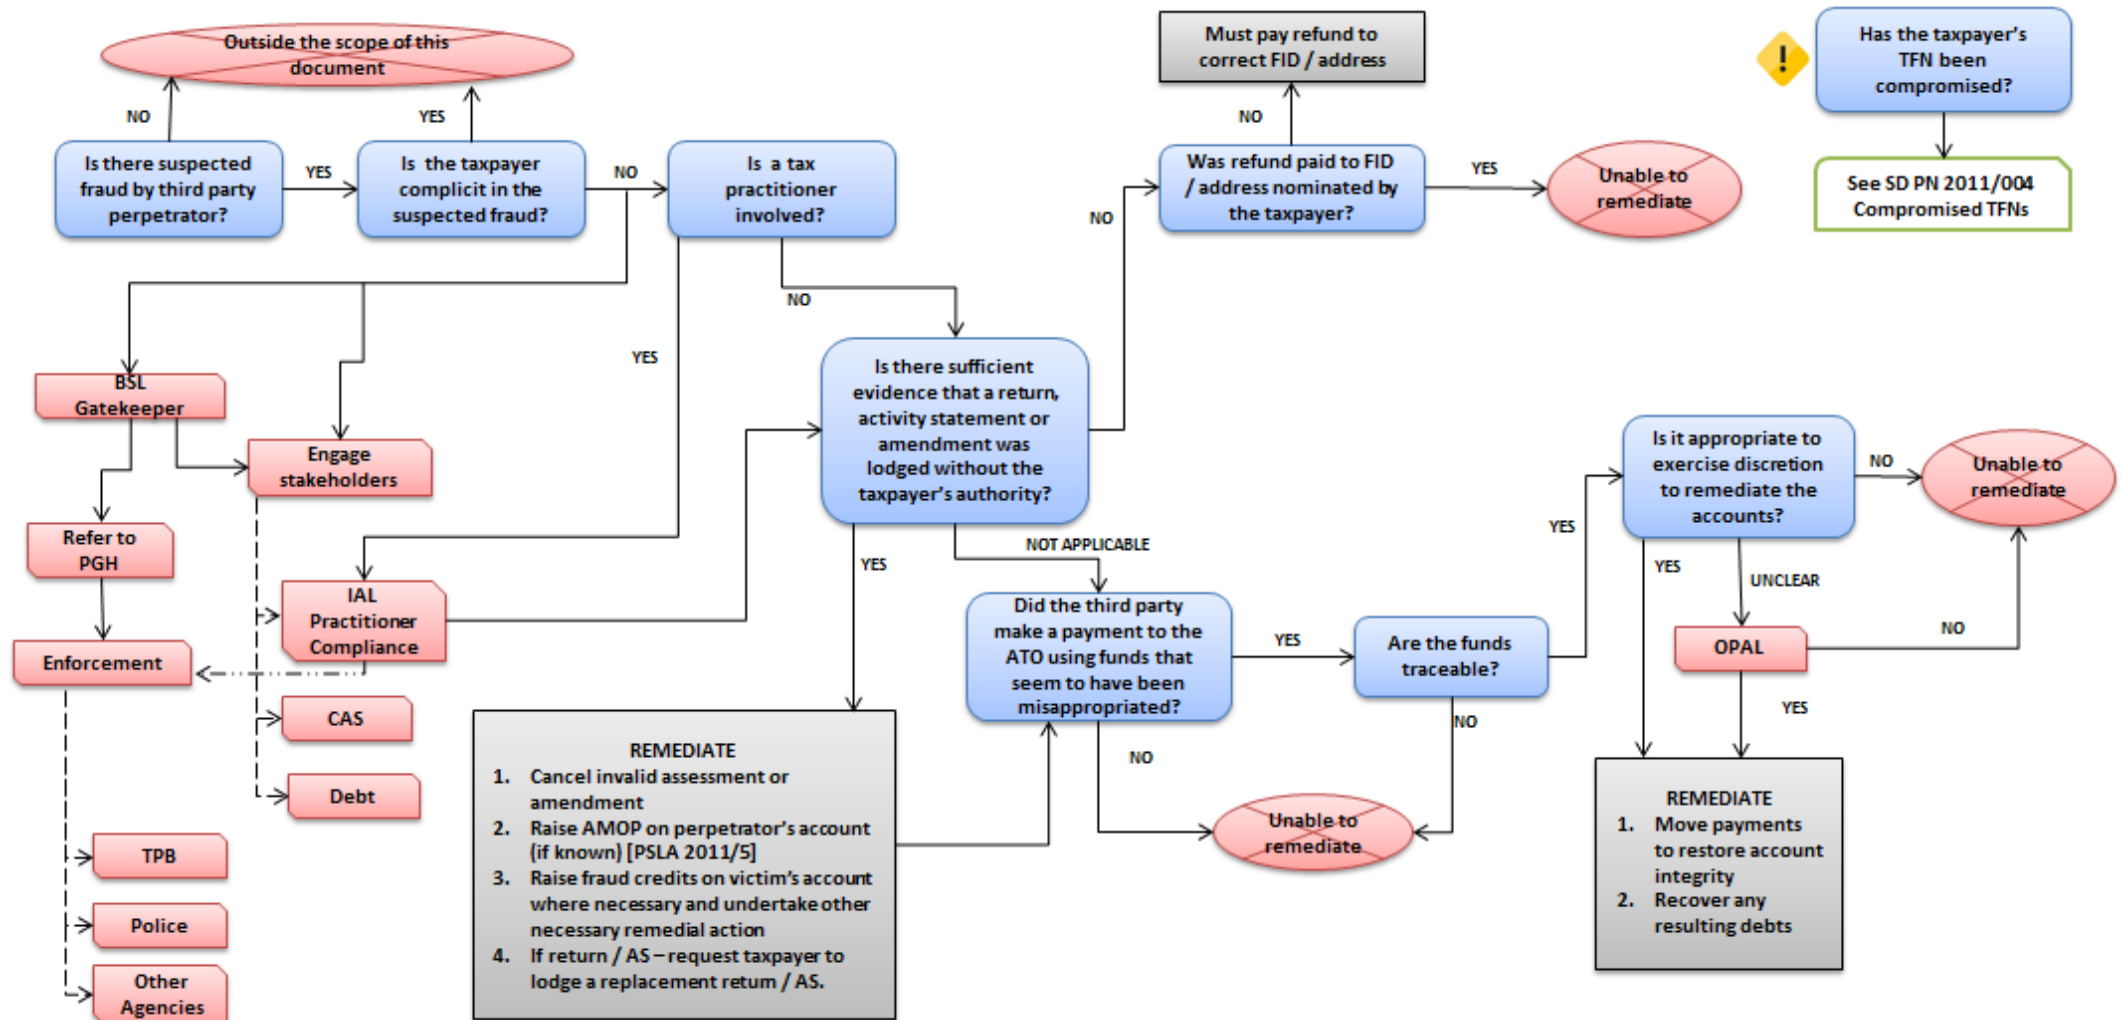 Outside the scope of this
document
NO
YES
Is there suspected
fraud by third party
perpetrator?
YES
Is the taxpayer
complicit in the
suspected fraud?
NO
Is a tax
practitioner
involved?
Must pay refund to
correct FID / address
NO
Was refund paid to FID
/ address nominated by
the taxpayer?
YES
Unable to
remediate
!
Has the taxpayer's
TFN been
compromised?
See SD PN 2011/004
Compromised TFNs
NO
NO
YES
BSL
Gatekeeper
Engage
stakeholders
Refer to
PGH
Enforcement
IAL
Practitioner
Compliance
CAS
Debt
TPB
Police
Other
Agencies
Is there sufficient
evidence that a return,
activity statement or
amendment was
lodged without the
taxpayer's authority?
YES
NOT APPLICABLE
Did the third party
make a payment to the
ATO using funds that
seem to have been
misappropriated?
YES
Are the funds
traceable?
YES
NO
NO
Unable to
remediate
Is it appropriate to
exercise discretion
to remediate the
accounts?
NO
Unable to
remediate
YES
UNCLEAR
OPAL
NO
YES
REMEDIATE
1. Cancel invalid assessment or
amendment
2. Raise AMOP on perpetrator's account
(if known) [PSLA 2011/5]
3. Raise fraud credits on victim's account
where necessary and undertake other
necessary remedial action
4. If return / AS – request taxpayer to
lodge a replacement return / AS.
REMEDIATE
1. Move payments
to restore account
integrity
2. Recover any
resulting debts